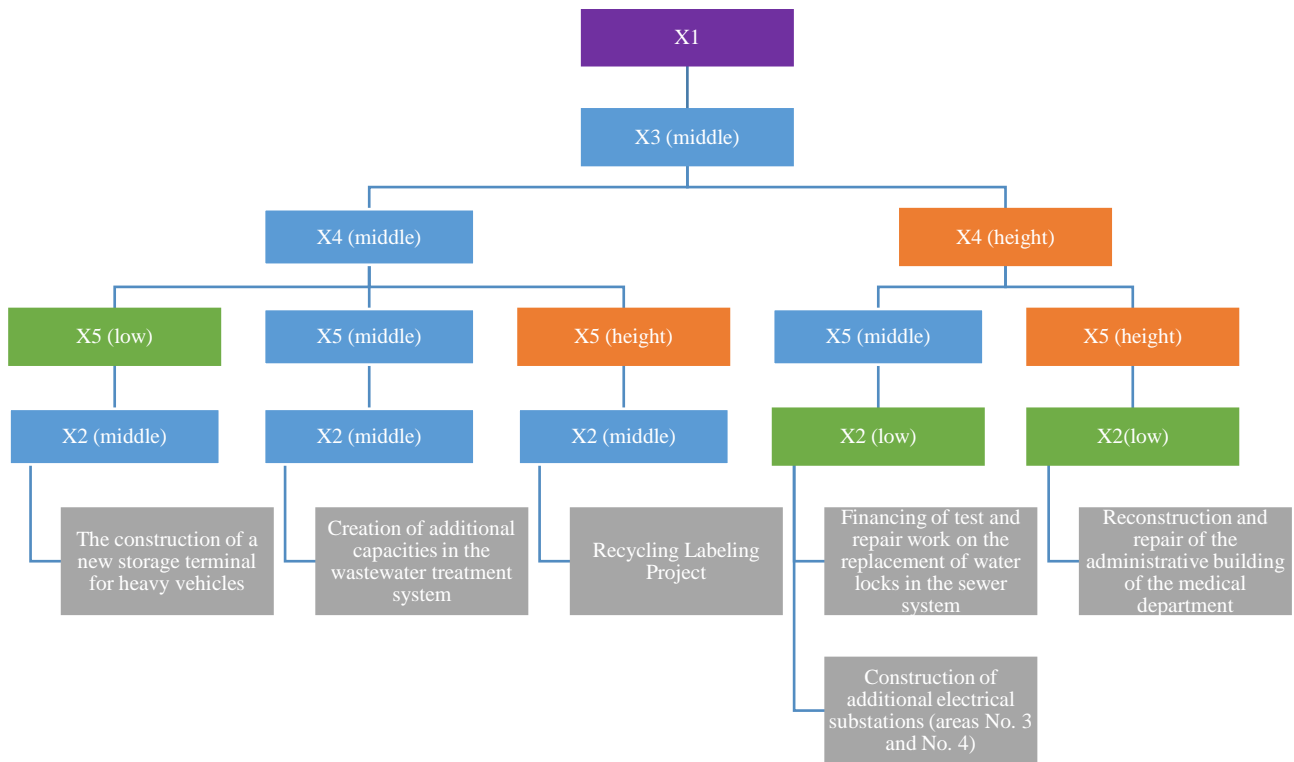 X1
X3 (middle)
X4 (middle)
X4 (height)
X5 (low)
X5 (middle)
X5 (height)
X5 (middle)
X5 (height)
X2 (middle)
X2 (middle)
X2 (middle)
X2 (low)
X2(low)
The construction of a
new storage terminal
for heavy vehicles
Creation of additional
capacities in the
wastewater treatment
system
Recycling Labeling
Project
Financing of test and
repair work on the
replacement of water
locks in the sewer
system
Reconstruction and
repair of the
administrative building
of the medical
department
Construction of
additional electrical
substations (areas No. 3
and No. 4)